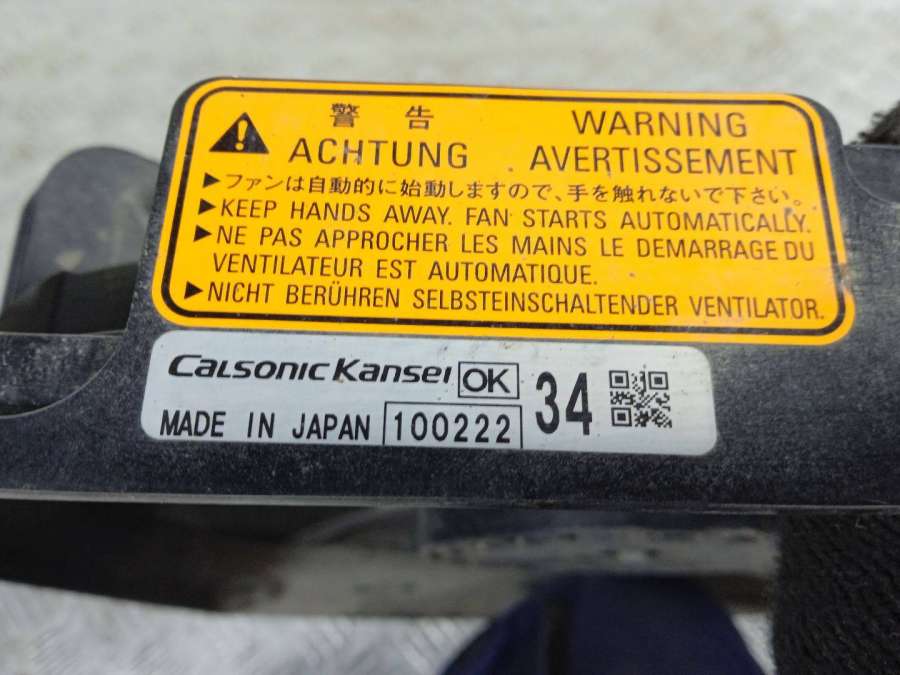 警告 WARNING
ACHTUNG AVERTISSEMENT
▶ファンは自動的に始動しますので、手を触れないで下さい。
▶KEEP HANDS AWAY. FAN STARTS AUTOMATICALLY.
▶NE PAS APPROCHER LES MAINS LE DEMARRAGE DU
VENTILATEUR EST AUTOMATIQUE.
▶NICHT BERÜHREN SELBSTEINSCHALTENDER VENTILATOR.
CalsonicKansei OK 34
MADE IN JAPAN 100222